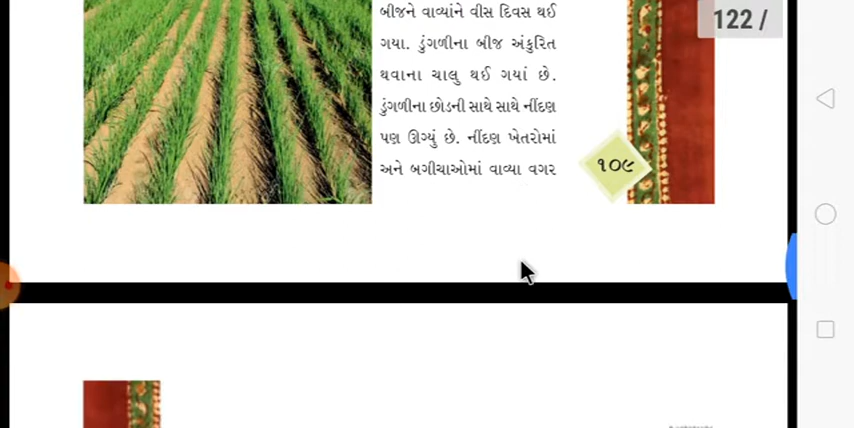 બીજને વાવ્યાંને વીસ દિવસ થઈ
ગયા. ડુંગળીના બીજ અંકુરિત
થવાના ચાલુ થઈ ગયાં છે.
ડુંગળીના છોડની સાથે સાથે નીંદણ
પણ ઊગ્યું છે. નીંદણ ખેતરોમાં
અને બગીચાઓમાં વાવ્યા વગર
૧૦૯
122 /